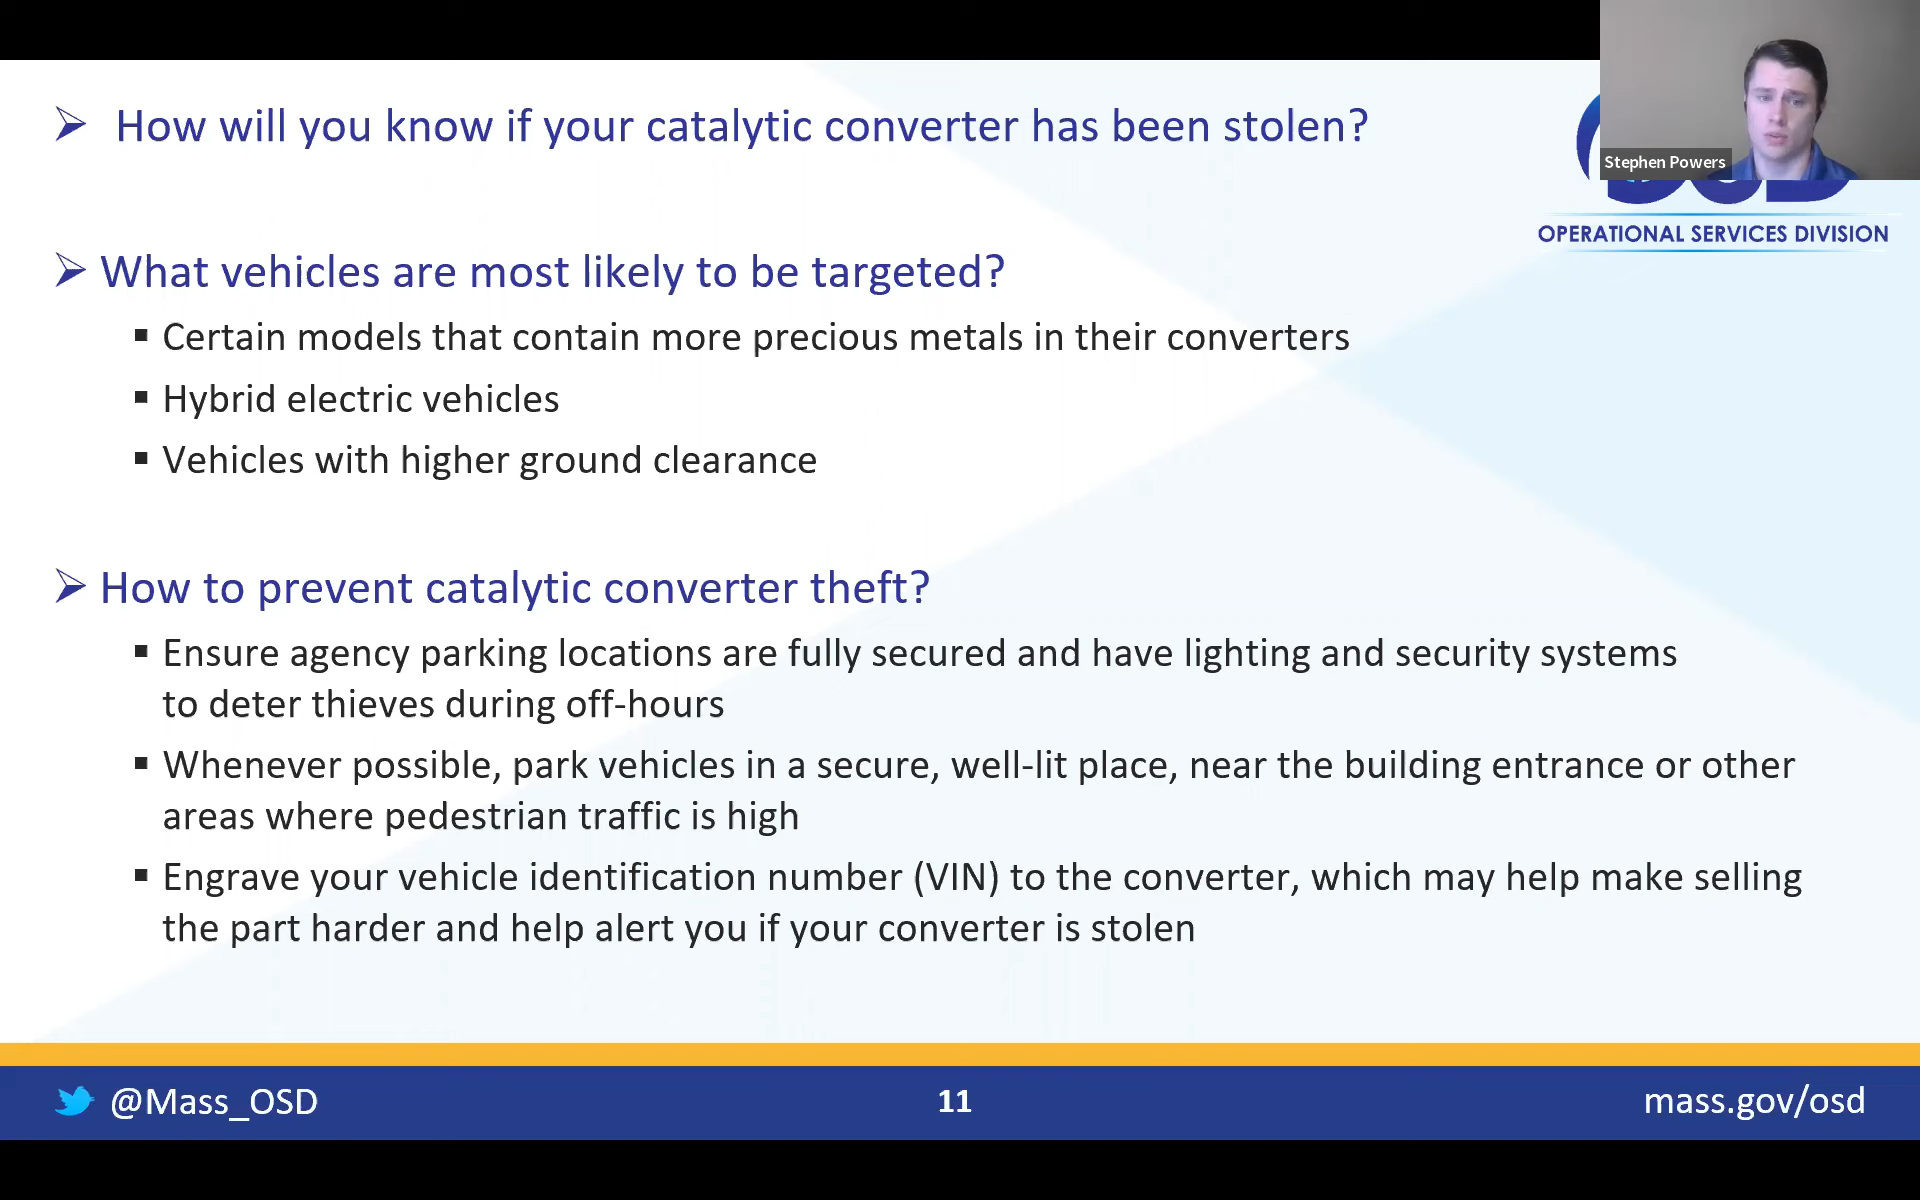 How will you know if your catalytic converter has been stolen?
Stephen Powers
OPERATIONAL SERVICES DIVISION
What vehicles are most likely to be targeted?
Certain models that contain more precious metals in their converters
Hybrid electric vehicles
Vehicles with higher ground clearance
How to prevent catalytic converter theft?
Ensure agency parking locations are fully secured and have lighting and security systems
to deter thieves during off-hours
Whenever possible, park vehicles in a secure, well-lit place, near the building entrance or other
areas where pedestrian traffic is high
Engrave your vehicle identification number (VIN) to the converter, which may help make selling
the part harder and help alert you if your converter is stolen
@Mass_OSD
11
mass.gov/osd